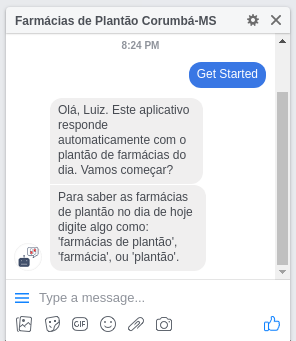 Farmácias de Plantão Corumbá-MS
8:24 PM
Get Started
Olá, Luiz. Este aplicativo
responde
automaticamente com o
plantão de farmácias do
dia. Vamos começar?
Para saber as farmácias
de plantão no dia de hoje
digite algo como:
'farmácias de plantão',
'farmácia', ou 'plantão'.
Type a message...
GIF